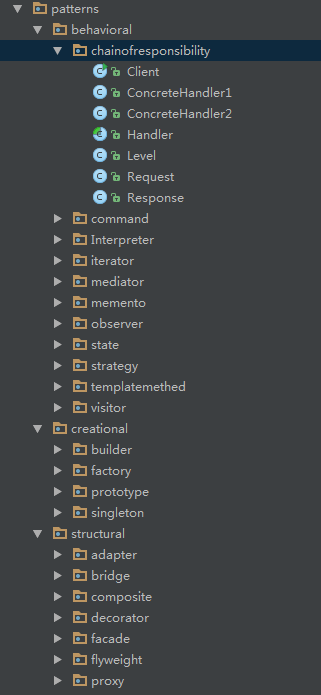 patterns
behavioral
chainofresponsibility
Client
ConcreteHandler1
ConcreteHandler2
Handler
Level
Request
Response
command
Interpreter
iterator
mediator
memento
observer
state
strategy
templatemethed
visitor
creational
builder
factory
prototype
singleton
structural
adapter
bridge
composite
decorator
facade
flyweight
proxy